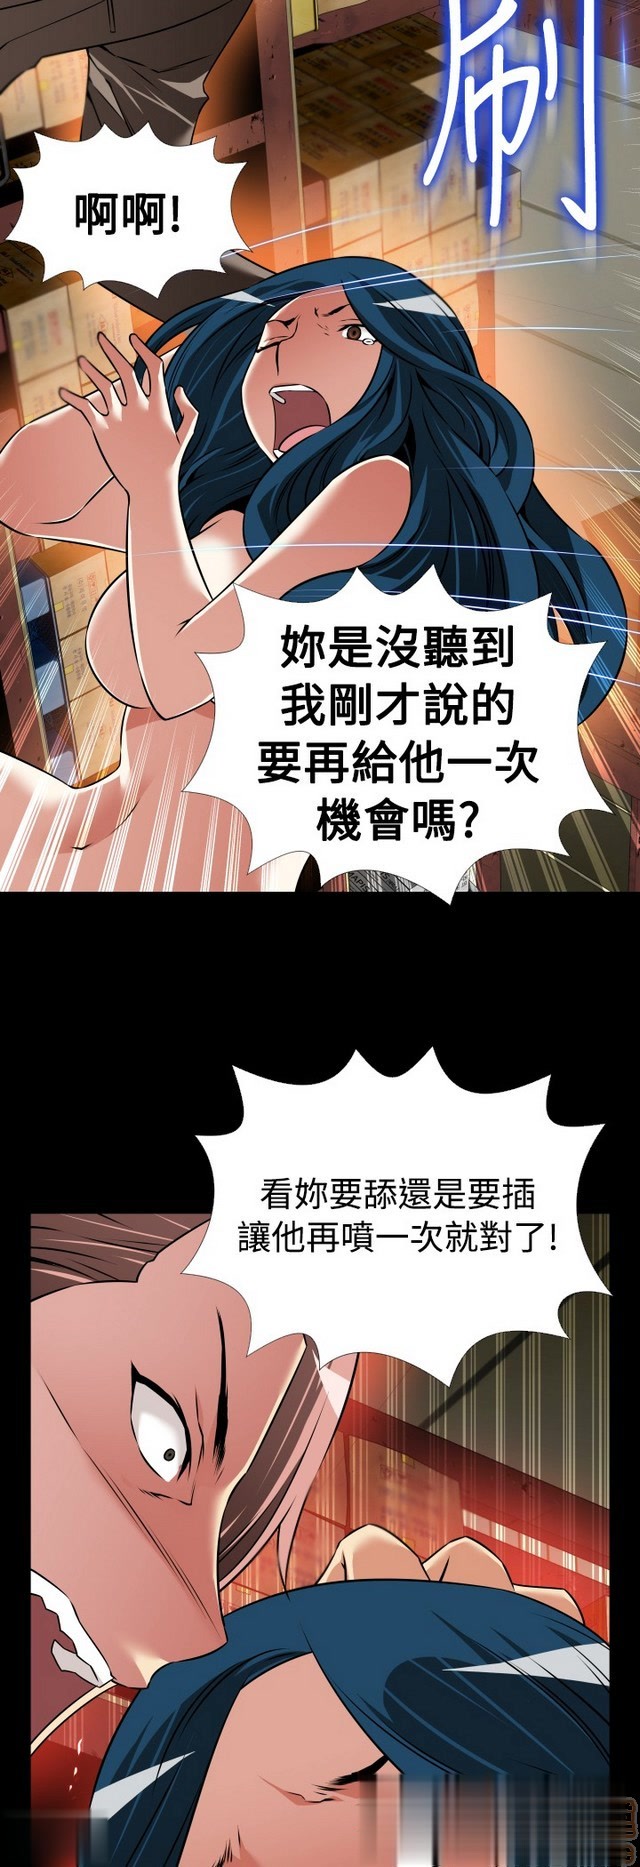 刷
啊啊!
妳是沒聽到
我剛才說的
要再給他一次
機會嗎?
看妳要舔還是要插
讓他再噴一次就對了!